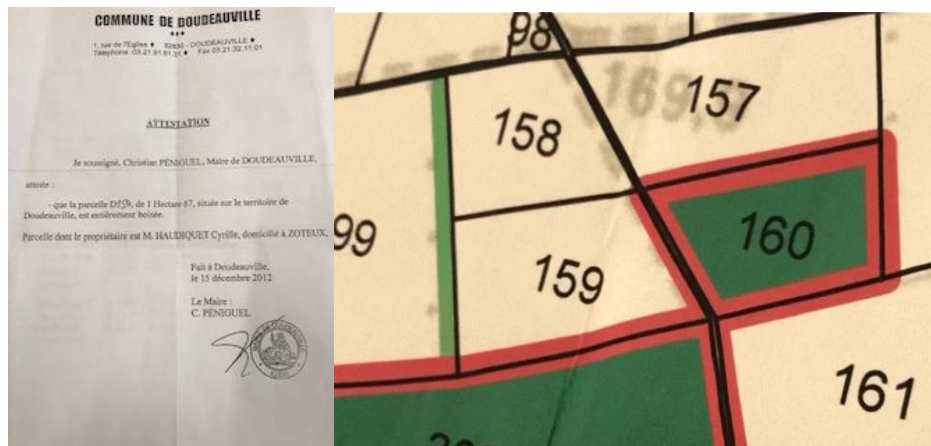 COMMUNE DE DOUDEAUVILLE
1, rue de l'Eglise ♦ 62830 - DOUDEAUVILLE ♦
Téléphone 03.21.91.61.31 ♦ Fax 03.21.32.11.01
ATTESTATION
Je soussigné, Christian PÉNIGUEL, Maire de DOUDEAUVILLE,
atteste :
- que la parcelle D159, de 1 Hectare 67, située sur le territoire de
Doudeauville, est entièrement boisée.
Parcelle dont le propriétaire est M. HAUDIQUET Cyrille, domicilié à ZOTEUX,
Fait à Doudeauville,
le 15 décembre 2012
Le Maire :
C. PÉNIGUEL
98
169
157
158
99
159
160
161